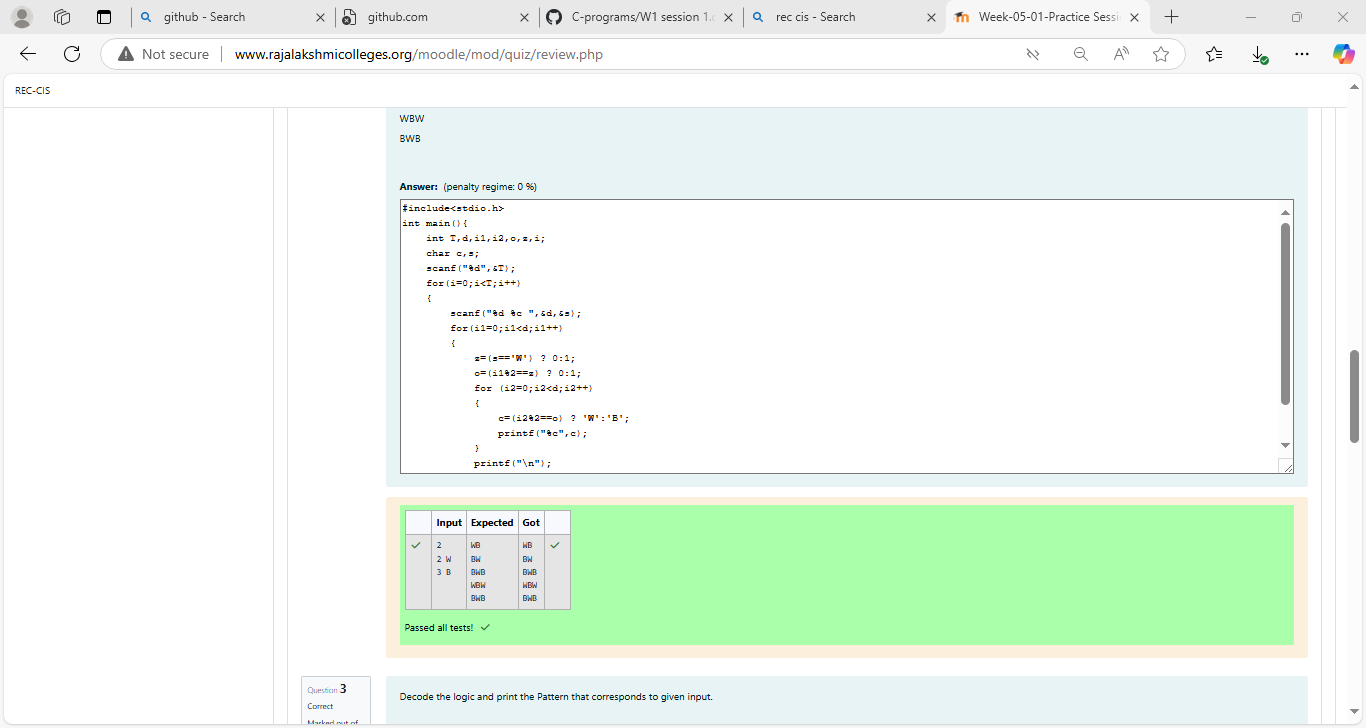 github - Search
github.com
C-programs/W1 session 1.c
rec cis - Search
Week-05-01-Practice Sessi
Not secure
www.rajalakshmicolleges.org/moodle/mod/quiz/review.php
REC-CIS
WBW
BWB
Answer: (penalty regime: 0 %)
#include<stdio.h>
int main(){
int T,d,i1,i2,o,z,i;
char c,s;
scanf("%d",&T);
for(i=0;i<T;i++)
{
scanf("%d %c ",&d,&s);
for(i1=0;i1<d;i1++)
{
z=(s=='W') ? 0:1;
o=(i1%2==z) ? 0:1;
for (i2=0;i2<d;i2++)
{
c=(i2%2==o) ? 'W':'B';
printf("%c",c);
}
printf("\n");
Input Expected Got
2 WB WB
2 W BW BW
3 B BWB BWB
WBW WBW
BWB BWB
Passed all tests!
Question 3
Correct
Marked out of
Decode the logic and print the Pattern that corresponds to given input.